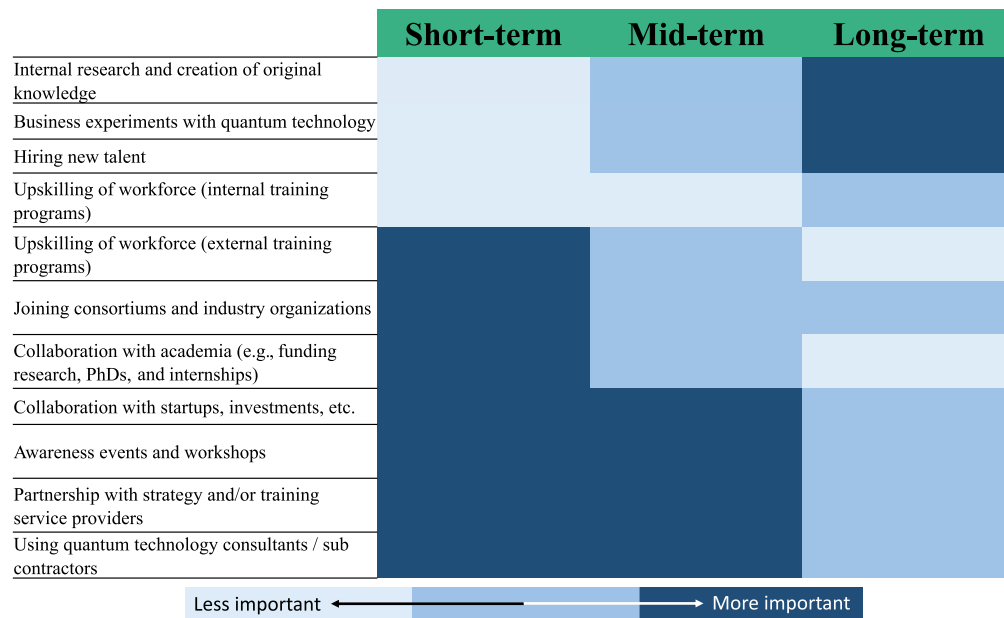 Short-term Mid-term Long-term
Internal research and creation of original
knowledge
Business experiments with quantum technology
Hiring new talent
Upskilling of workforce (internal training
programs)
Upskilling of workforce (external training
programs)
Joining consortiums and industry organizations
Collaboration with academia (e.g., funding
research, PhDs, and internships)
Collaboration with startups, investments, etc.
Awareness events and workshops
Partnership with strategy and/or training
service providers
Using quantum technology consultants / sub
contractors
Less important More important